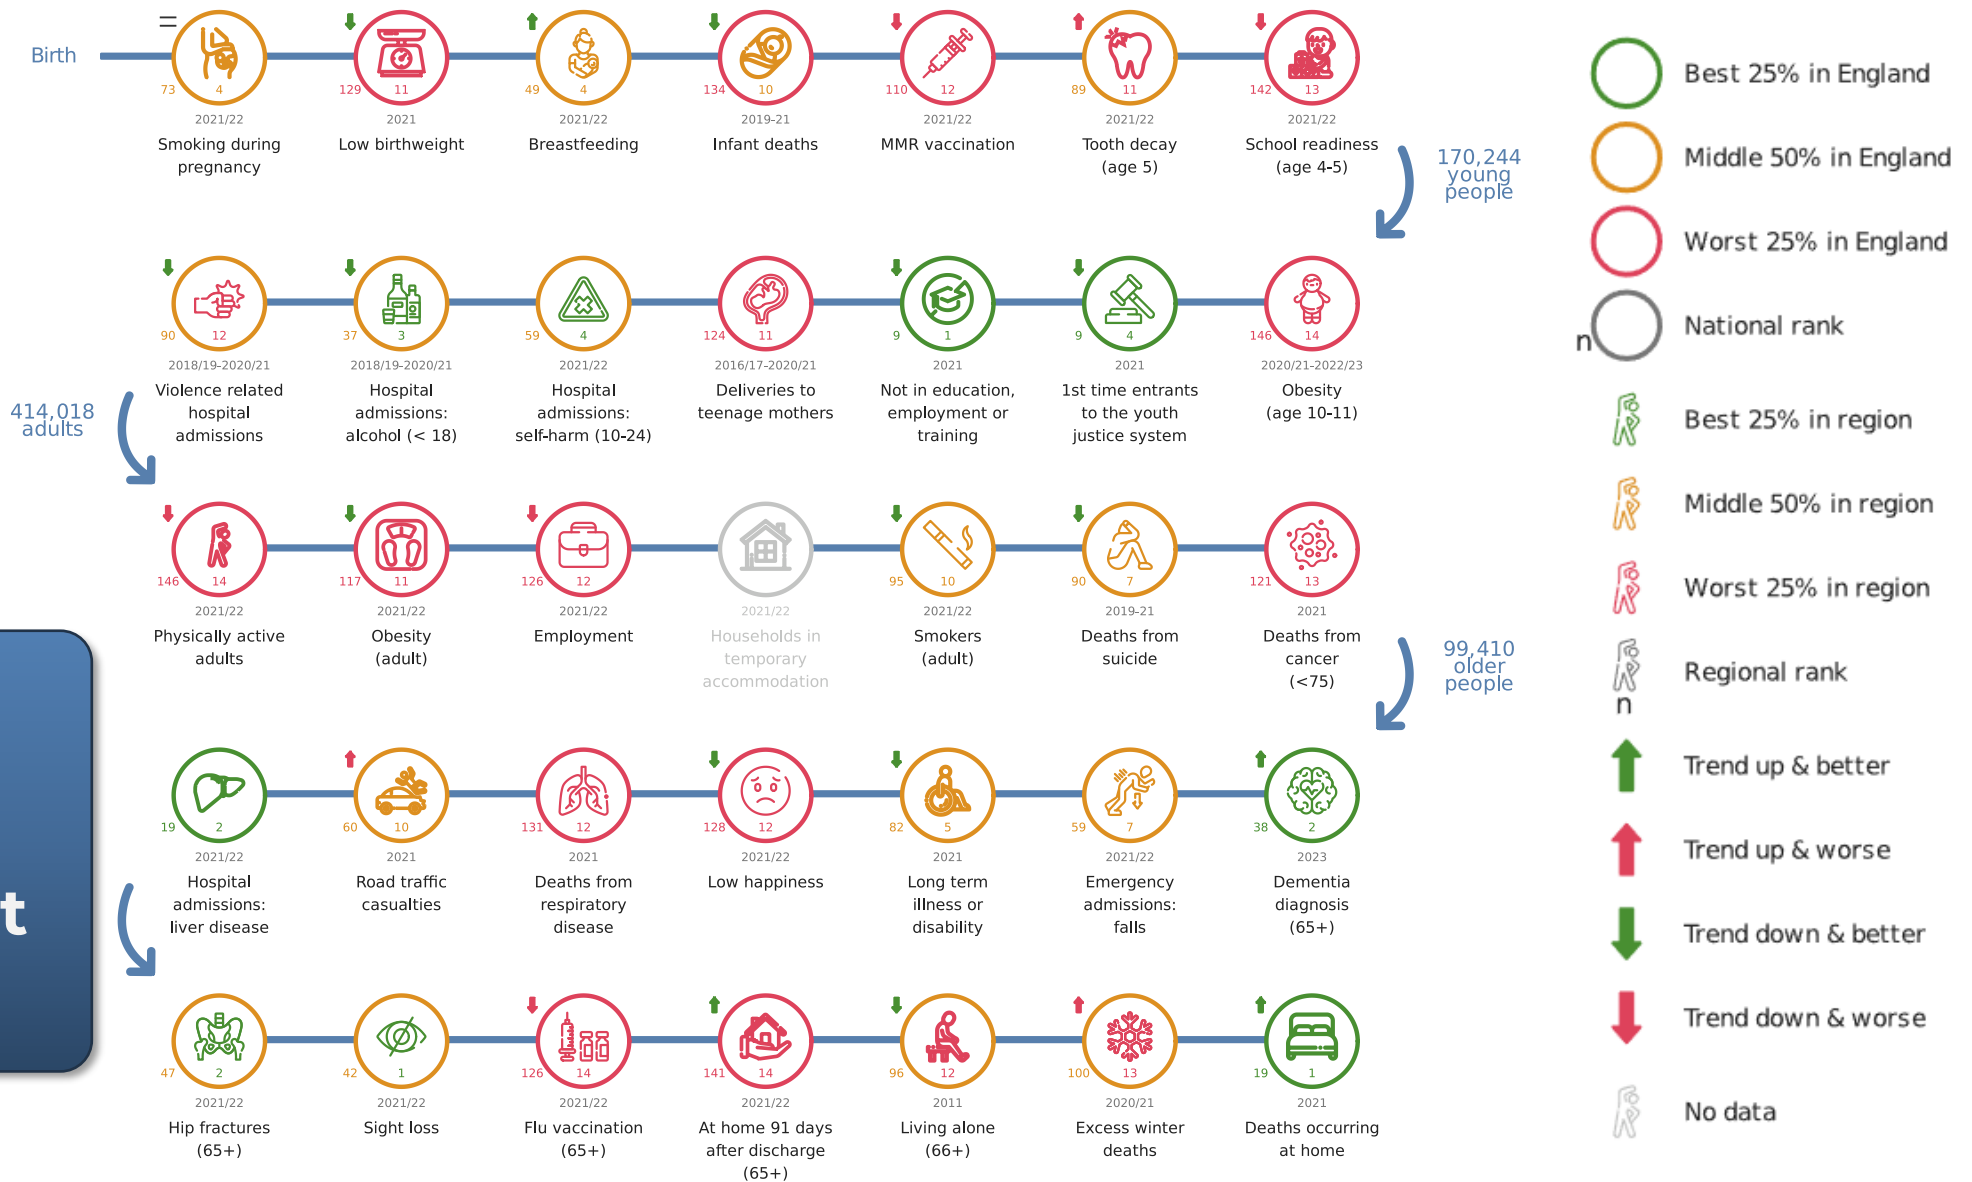 Birth
73 4
129 11
49 4
134 10
110 12
89 11
142 13
2021/22
2021
2021/22
2019-21
2021/22
2021/22
2021/22
Smoking during
pregnancy
Low birthweight
Breastfeeding
Infant deaths
MMR vaccination
Tooth decay
(age 5)
School readiness
(age 4-5)
170,244
young
people
90 12
37 3
59 4
124 11
9 1
9 4
146 14
2018/19-2020/21
2018/19-2020/21
2021/22
2016/17-2020/21
2021
2021
2020/21-2022/23
Violence related
hospital
admissions
Hospital
admissions:
alcohol (< 18)
Hospital
admissions:
self-harm (10-24)
Deliveries to
teenage mothers
Not in education,
employment or
training
1st time entrants
to the youth
justice system
Obesity
(age 10-11)
414,018
adults
146 14
117 11
126 12
95 10
90 7
121 13
2021/22
2021/22
2021/22
2021/22
2021/22
2019-21
2021
Physically active
adults
Obesity
(adult)
Employment
Households in
temporary
accommodation
Smokers
(adult)
Deaths from
suicide
Deaths from
cancer
(<75)
99,410
older
people
19 2
60 10
131 12
128 12
82 5
59 7
38 2
2021/22
2021
2021
2021/22
2021
2021/22
2023
Hospital
admissions:
liver disease
Road traffic
casualties
Deaths from
respiratory
disease
Low happiness
Long term
illness or
disability
Emergency
admissions:
falls
Dementia
diagnosis
(65+)
t
47 2
42 1
126 14
141 14
96 12
100 13
19 1
2021/22
2021/22
2021/22
2021/22
2011
2020/21
2021
Hip fractures
(65+)
Sight loss
Flu vaccination
(65+)
At home 91 days
after discharge
(65+)
Living alone
(66+)
Excess winter
deaths
Deaths occurring
at home
Best 25% in England
Middle 50% in England
Worst 25% in England
n
National rank
Best 25% in region
Middle 50% in region
Worst 25% in region
Regional rank
n
Trend up & better
Trend up & worse
Trend down & better
Trend down & worse
No data